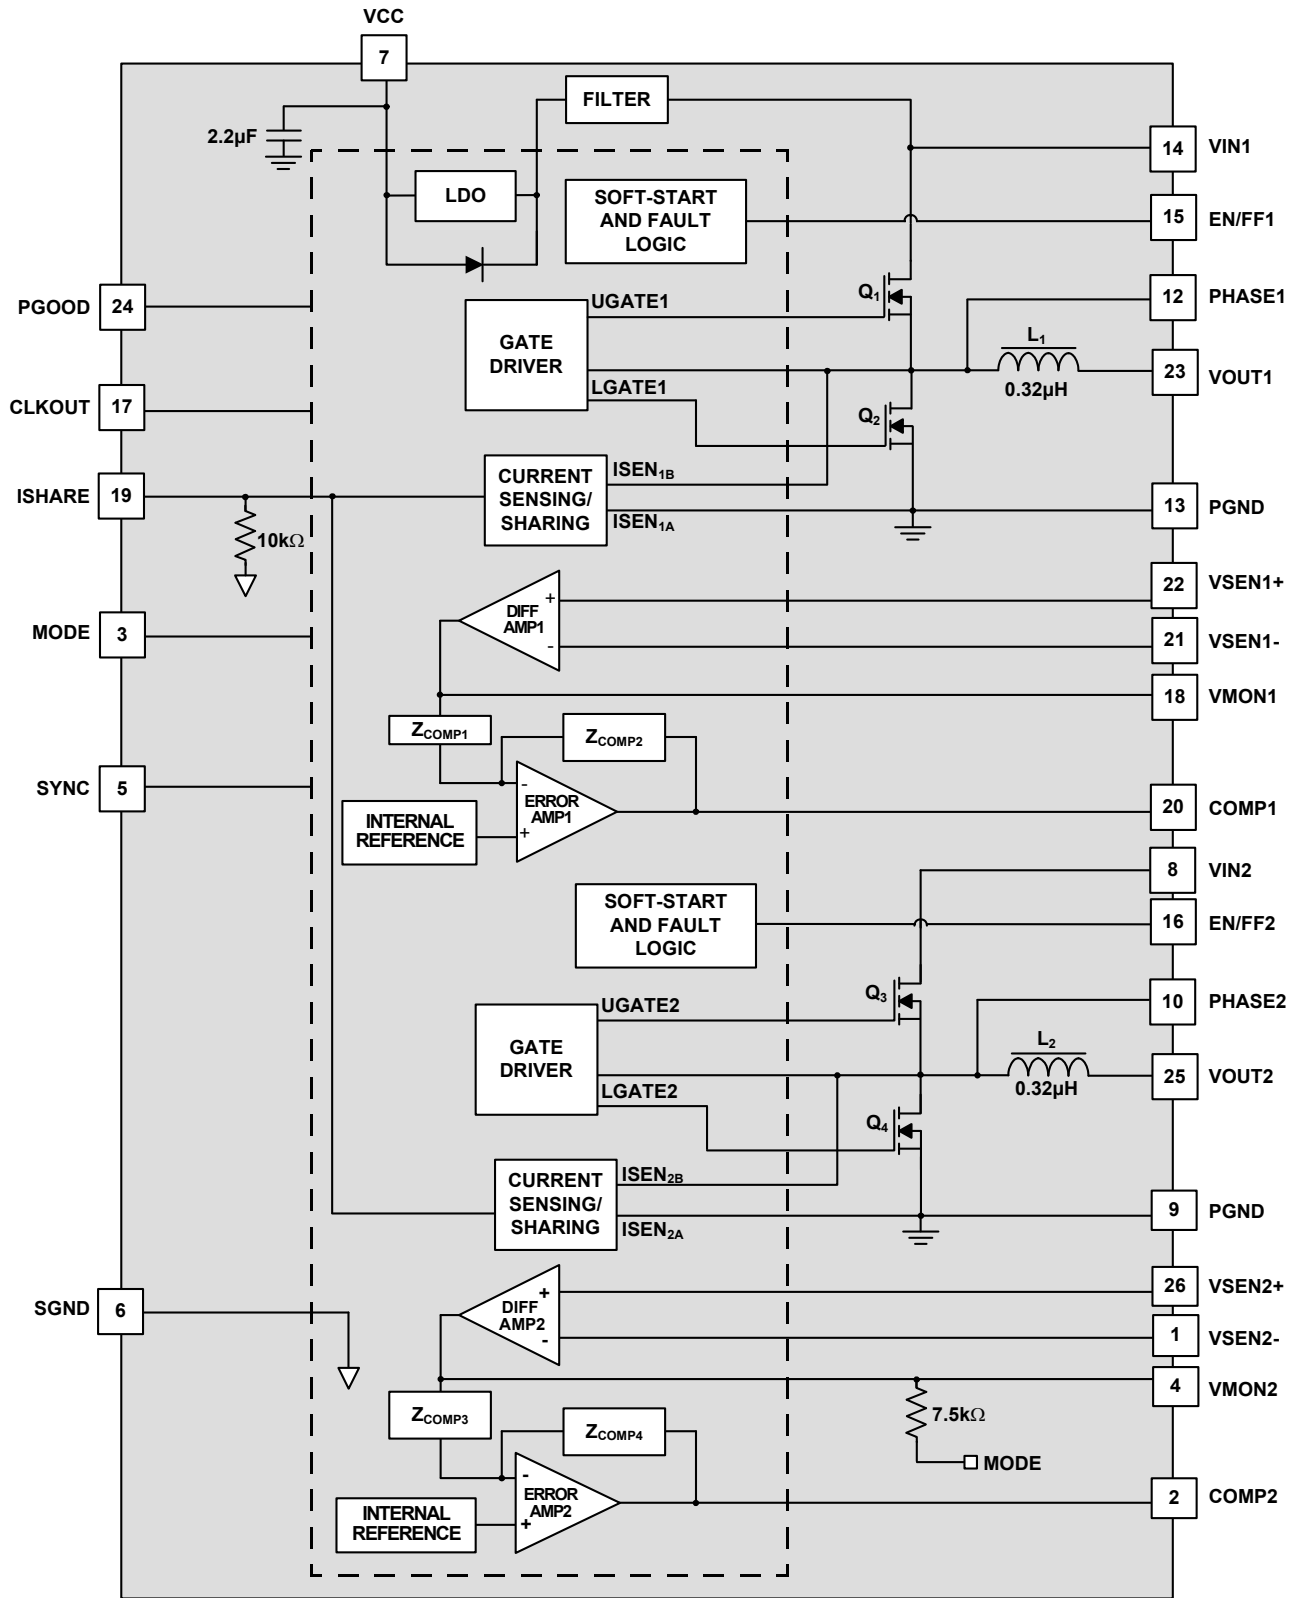 VCC
7
FILTER
2.2µF
14
VIN1
LDO
SOFT-START
AND FAULT
LOGIC
15
EN/FF1
PGOOD
24
Q1
12
PHASE1
UGATE1
GATE
DRIVER
L1
0.32µH
23
VOUT1
LGATE1
CLKOUT
17
Q2
ISHARE
19
CURRENT
SENSING/
SHARING
ISEN1B
ISEN1A
13
PGND
10kΩ
22
VSEN1+
+
DIFF
AMP1
-
MODE
3
21
VSEN1-
18
VMON1
ZCOMP1
ZCOMP2
SYNC
5
-
ERROR
AMP1
+
INTERNAL
REFERENCE
20
COMP1
8
VIN2
SOFT-START
AND FAULT
LOGIC
16
EN/FF2
Q3
10
PHASE2
UGATE2
GATE
DRIVER
L2
0.32µH
25
VOUT2
LGATE2
Q4
CURRENT
SENSING/
SHARING
ISEN2B
ISEN2A
9
PGND
SGND
6
+
DIFF
AMP2
-
26
VSEN2+
1
VSEN2-
4
VMON2
7.5kΩ
MODE
ZCOMP3
ZCOMP4
-
ERROR
AMP2
+
INTERNAL
REFERENCE
2
COMP2